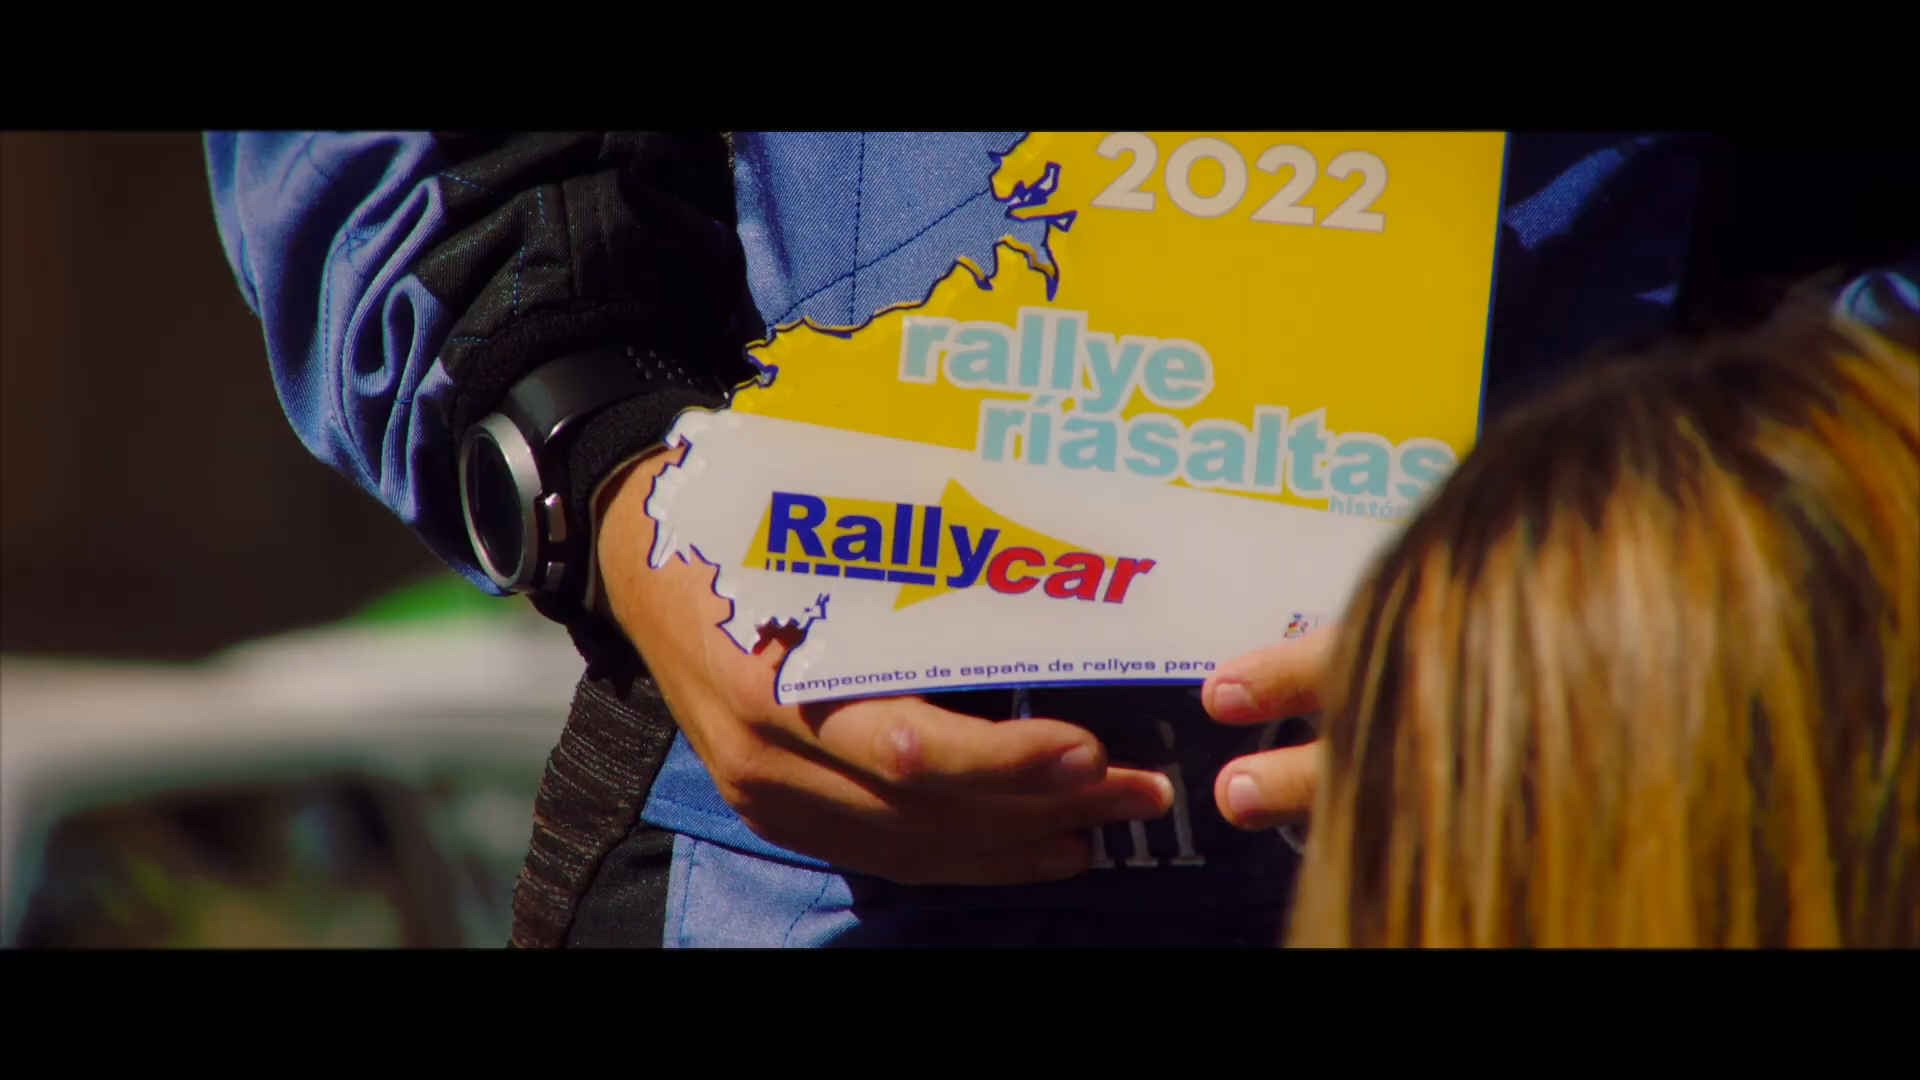 2022
rallye
ríasaltas
Rallycar
campeonato de españa de rallyes para